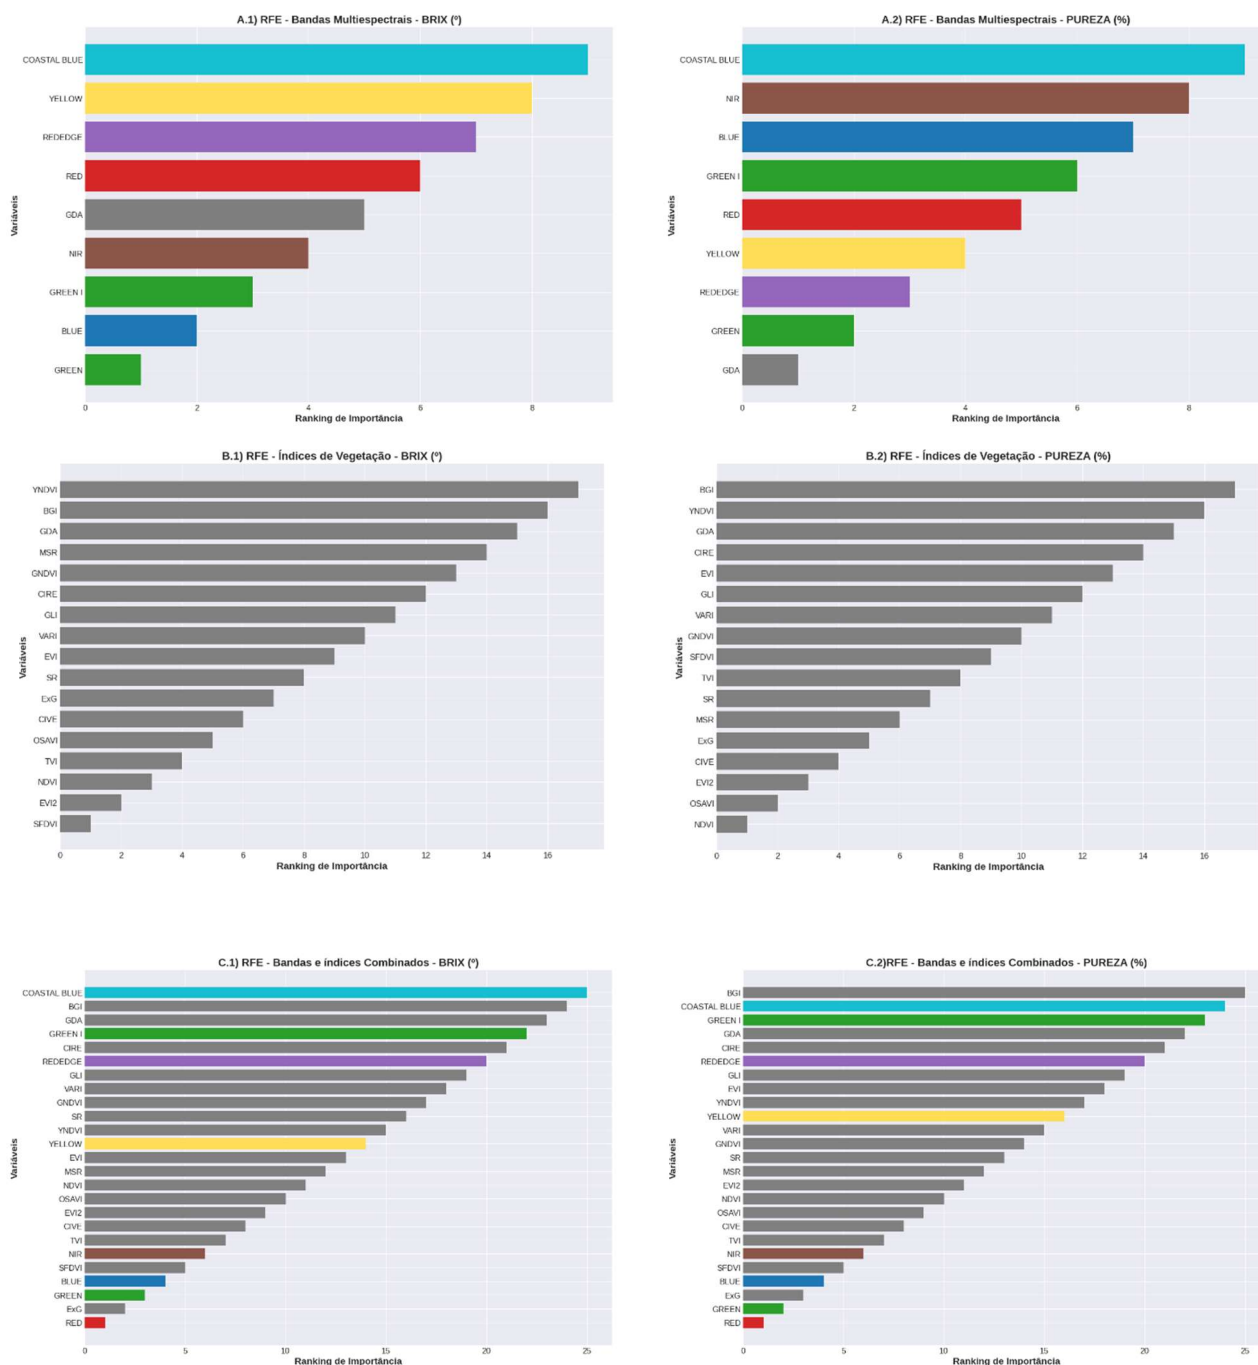 A.1) RFE - Bandas Multiespectrais - BRIX (º)
COASTAL BLUE
YELLOW
REDEDGE
RED
GDA
NIR
GREEN I
BLUE
GREEN
Variáveis
0 2 4 6 8
Ranking de Importância
A.2) RFE - Bandas Multiespectrais - PUREZA (%)
COASTAL BLUE
NIR
BLUE
GREEN I
RED
YELLOW
REDEDGE
GREEN
GDA
Variáveis
0 2 4 6 8
Ranking de Importância
B.1) RFE - Índices de Vegetação - BRIX (º)
YNDVI
BGI
GDA
MSR
GNDVI
CIRE
GLI
VARI
EVI
SR
ExG
CIVE
OSAVI
TVI
NDVI
EVI2
SFDVI
Variáveis
0 2 4 6 8 10 12 14 16
Ranking de Importância
B.2) RFE - Índices de Vegetação - PUREZA (%)
BGI
YNDVI
GDA
CIRE
EVI
GLI
VARI
GNDVI
SFDVI
TVI
SR
MSR
ExG
CIVE
EVI2
OSAVI
NDVI
Variáveis
0 2 4 6 8 10 12 14 16
Ranking de Importância
C.1) RFE - Bandas e índices Combinados - BRIX (º)
COASTAL BLUE
BGI
GDA
GREEN I
CIRE
REDEDGE
GLI
VARI
GNDVI
SR
YNDVI
YELLOW
EVI
MSR
NDVI
OSAVI
EVI2
CIVE
TVI
NIR
SFDVI
BLUE
GREEN
ExG
RED
Variáveis
0 5 10 15 20 25
Ranking de Importância
C.2)RFE - Bandas e índices Combinados - PUREZA (%)
BGI
COASTAL BLUE
GREEN I
GDA
CIRE
REDEDGE
GLI
EVI
YNDVI
YELLOW
VARI
GNDVI
SR
MSR
EVI2
NDVI
OSAVI
CIVE
TVI
NIR
SFDVI
BLUE
ExG
GREEN
RED
Variáveis
0 5 10 15 20 25
Ranking de Importância